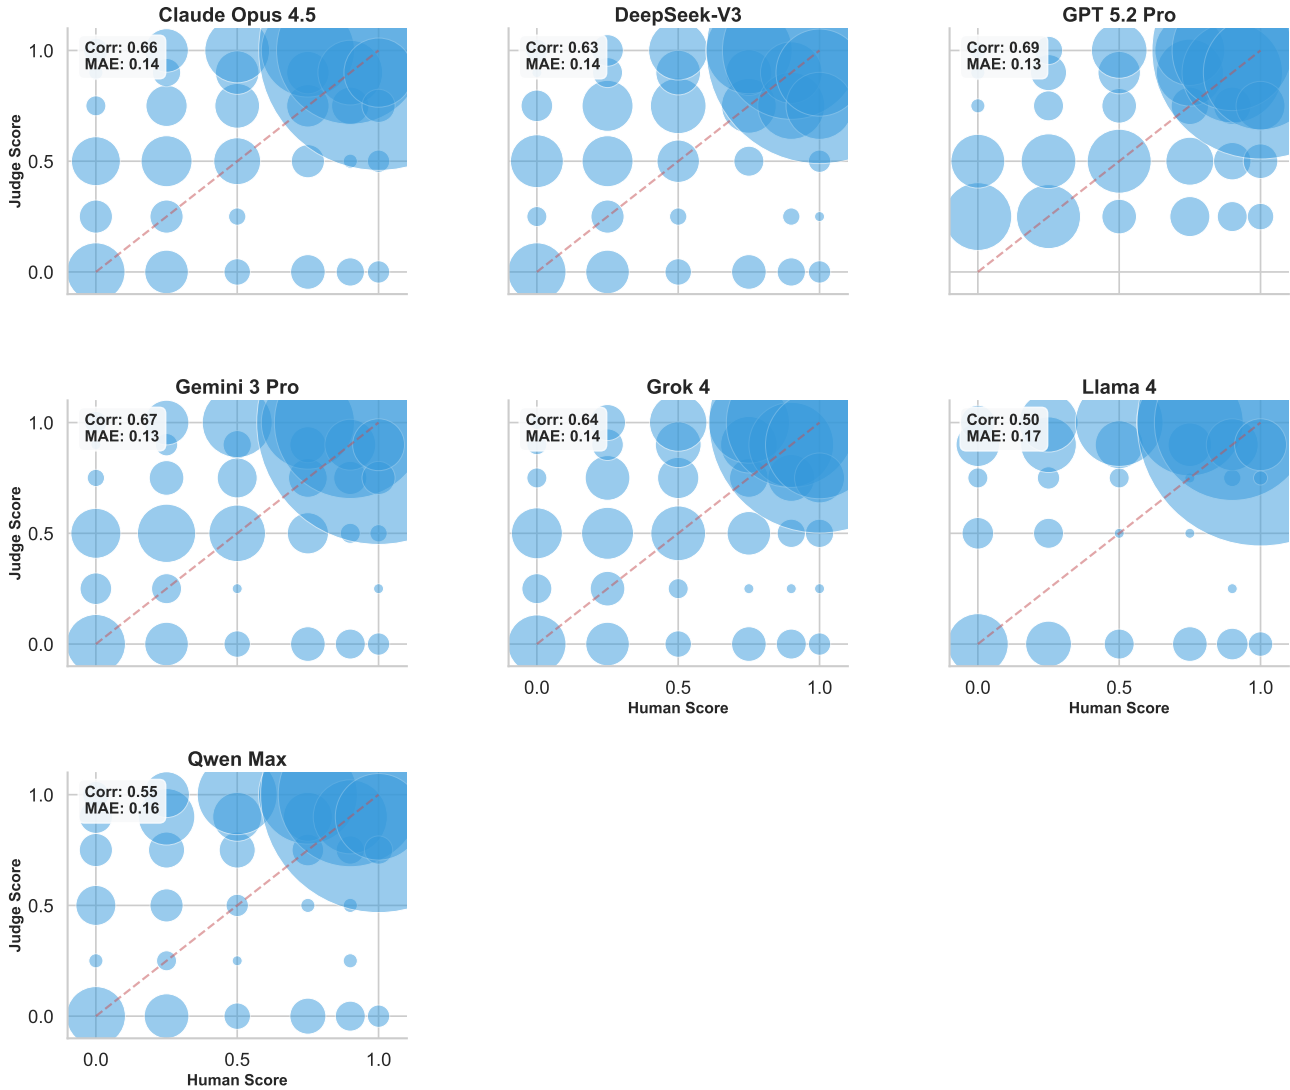 Claude Opus 4.5
DeepSeek-V3
GPT 5.2 Pro
Judge Score
1.0
0.5
0.0
Corr: 0.66
MAE: 0.14
Corr: 0.63
MAE: 0.14
Corr: 0.69
MAE: 0.13
Gemini 3 Pro
Grok 4
Llama 4
Judge Score
1.0
0.5
0.0
Corr: 0.67
MAE: 0.13
Corr: 0.64
MAE: 0.14
Corr: 0.50
MAE: 0.17
0.0 0.5 1.0
Human Score
0.0 0.5 1.0
Human Score
Qwen Max
Judge Score
1.0
0.5
0.0
Corr: 0.55
MAE: 0.16
0.0 0.5 1.0
Human Score